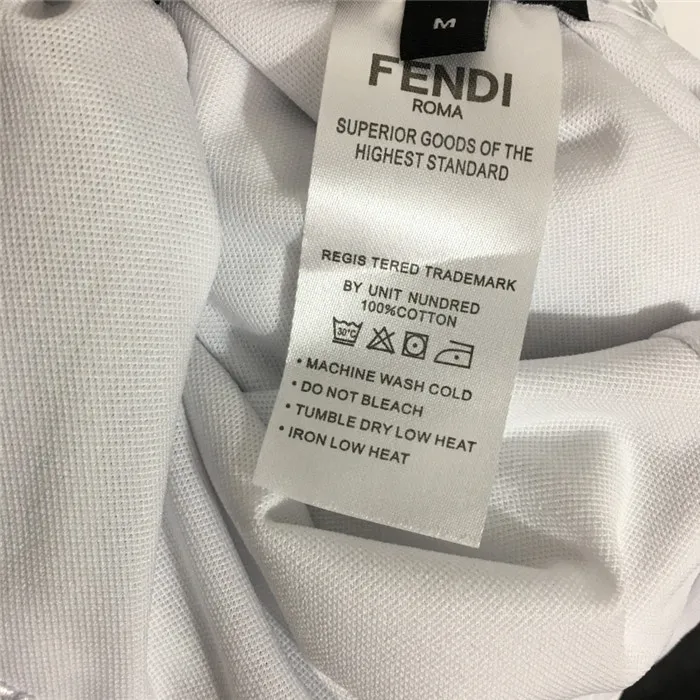 M
FENDI
ROMA
SUPERIOR GOODS OF THE
HIGHEST STANDARD
REGIS TERED TRADEMARK
BY UNIT NUNDRED
100%COTTON
30°C
• MACHINE WASH COLD
• DO NOT BLEACH
• TUMBLE DRY LOW HEAT
• IRON LOW HEAT